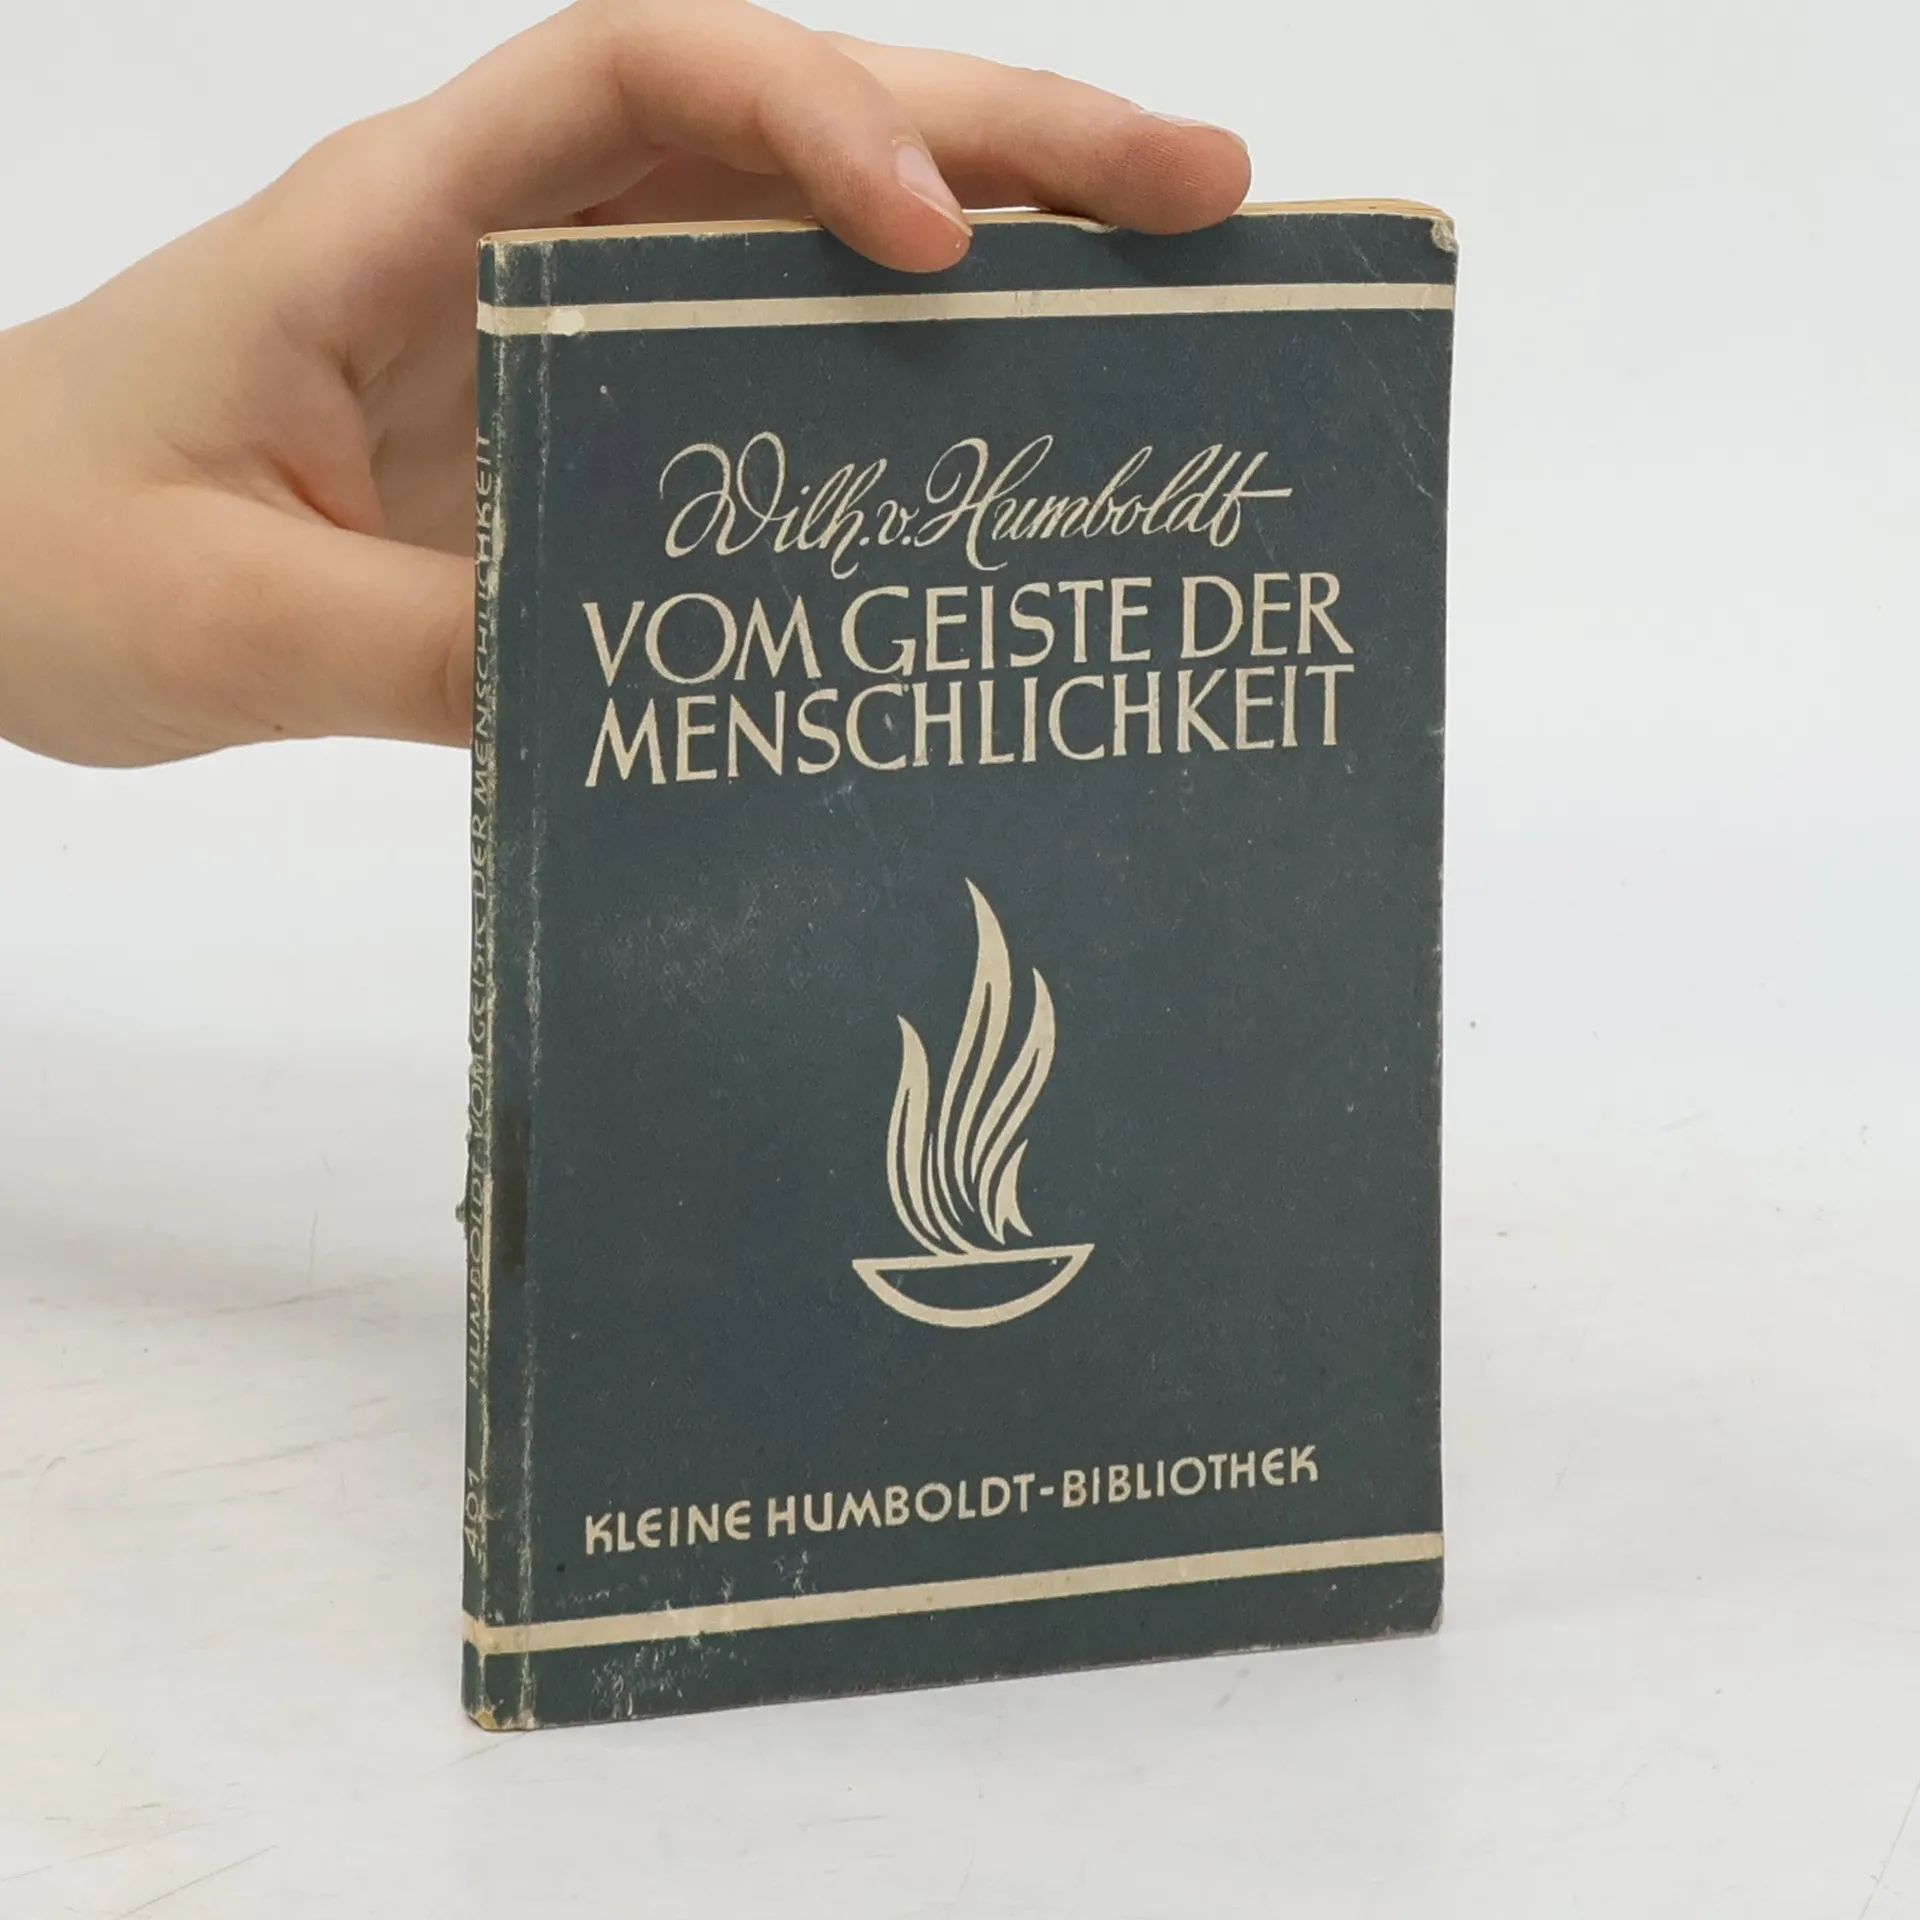 Wilh. v. Humboldt
VOM GEISTE DER
MENSCHLICHKEIT
KLEINE HUMBOLDT-BIBLIOTHEK
401 HUMBOLDT VOM GEISTE DER MENSCHLICHKEIT